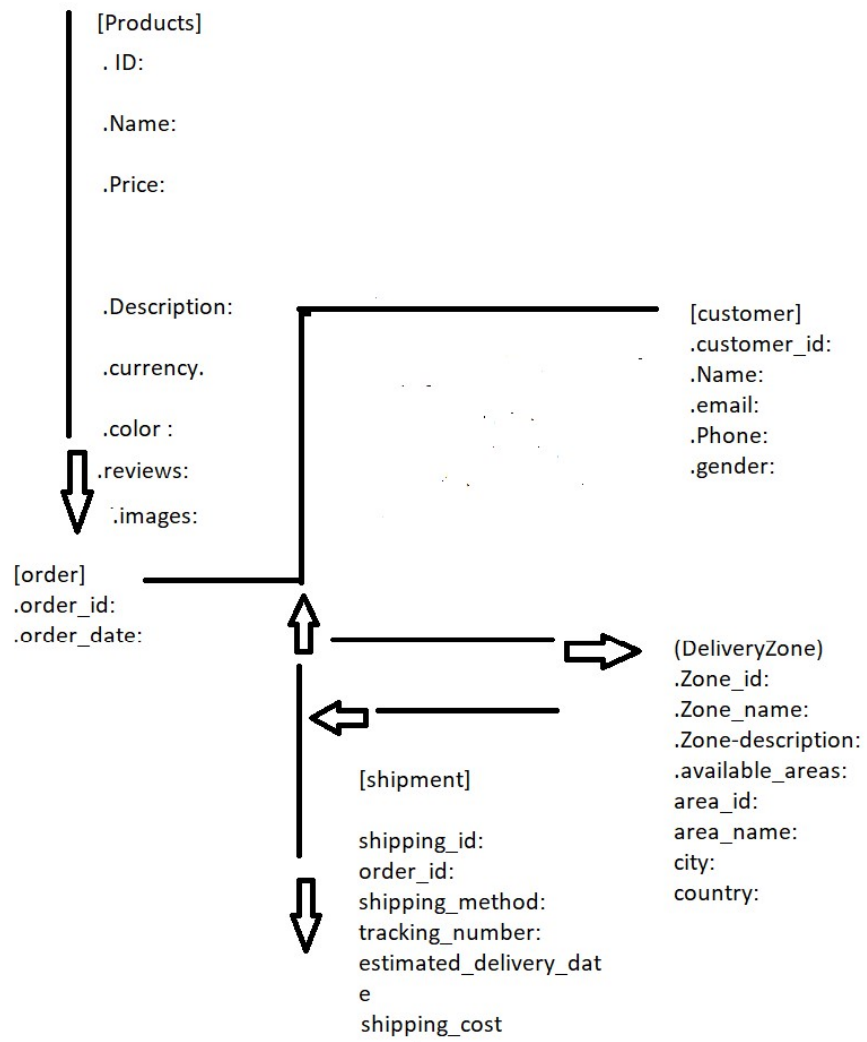 [Products]
. ID:
.Name:
.Price:
.Description:
.currency.
.color :
.reviews:
.images:
[customer]
.customer_id:
.Name:
.email:
.Phone:
.gender:
[order]
.order_id:
.order_date:
(DeliveryZone)
.Zone_id:
.Zone_name:
.Zone-description:
.available_areas:
area_id:
area_name:
city:
country:
[shipment]
shipping_id:
order_id:
shipping_method:
tracking_number:
estimated_delivery_dat
e
shipping_cost